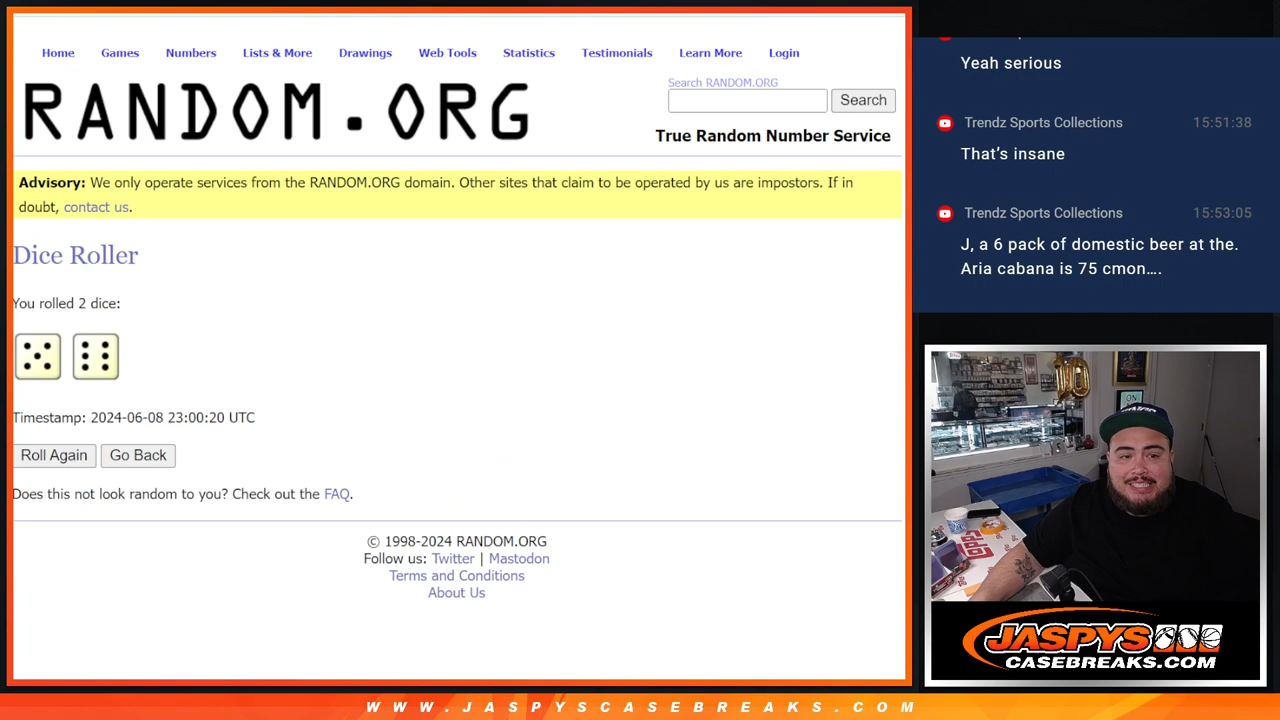 Home Games Numbers Lists & More Drawings Web Tools Statistics Testimonials Learn More Login
RANDOM.ORG
Search RANDOM.ORG
Search
True Random Number Service
Advisory: We only operate services from the RANDOM.ORG domain. Other sites that claim to be operated by us are impostors. If in
doubt, contact us.
Dice Roller
You rolled 2 dice:
Timestamp: 2024-06-08 23:00:20 UTC
Roll Again Go Back
Does this not look random to you? Check out the FAQ.
© 1998-2024 RANDOM.ORG
Follow us: Twitter | Mastodon
Terms and Conditions
About Us
Yeah serious
Trendz Sports Collections 15:51:38
That’s insane
Trendz Sports Collections 15:53:05
J, a 6 pack of domestic beer at the.
Aria cabana is 75 cmon….
JASPYS
CASEBREAKS.COM
WWW.JASPYSCASEBREAKS.COM